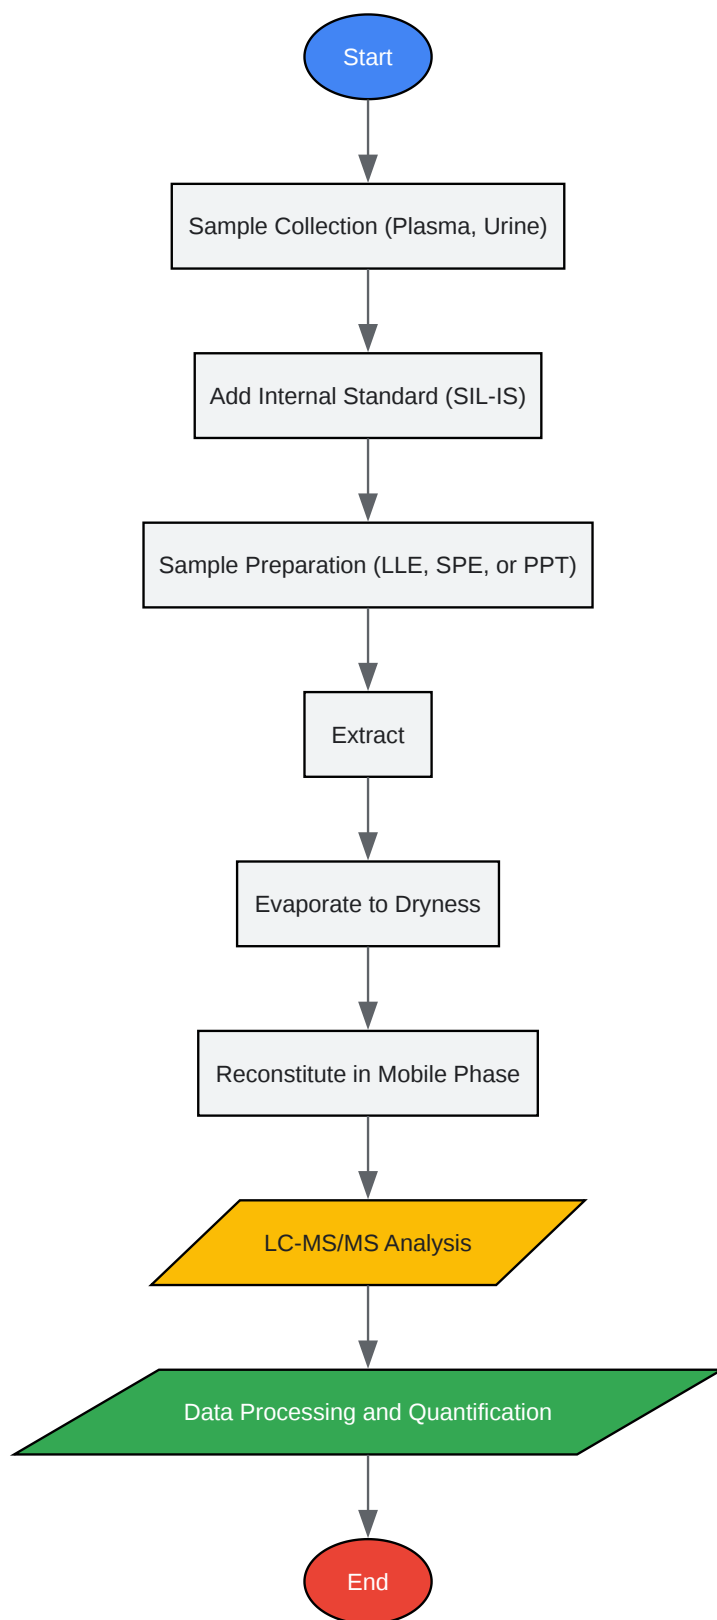 Start
Sample Collection (Plasma, Urine)
Add Internal Standard (SIL-IS)
Sample Preparation (LLE, SPE, or PPT)
Extract
Evaporate to Dryness
Reconstitute in Mobile Phase
LC-MS/MS Analysis
Data Processing and Quantification
End